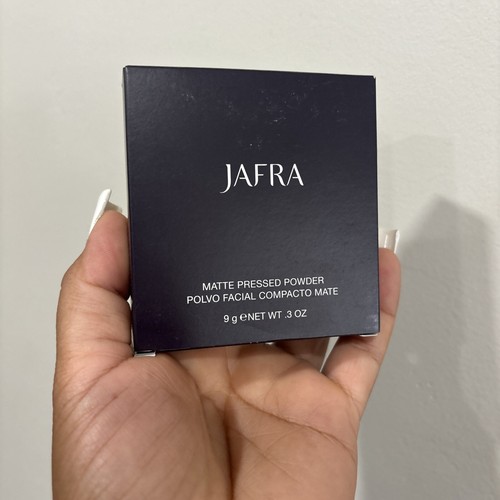 JAFRA
MATTE PRESSED POWDER
POLVO FACIAL COMPACTO MATE
9 g ℮NET WT .3 OZ